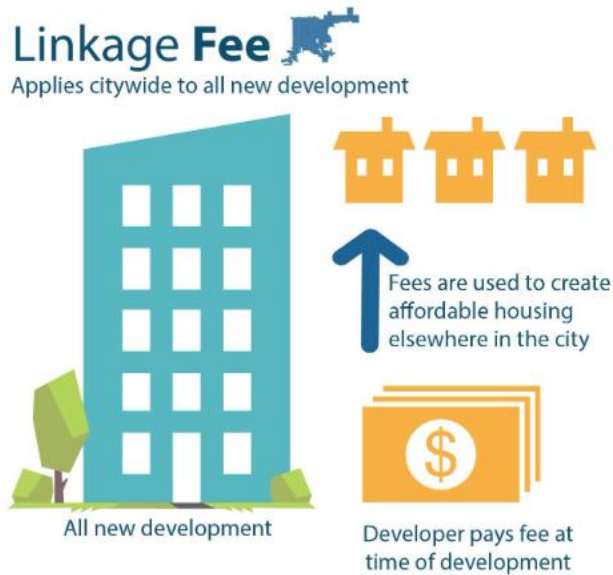 Linkage Fee
Applies citywide to all new development
Fees are used to create
affordable housing
elsewhere in the city
$
All new development
Developer pays fee at
time of development